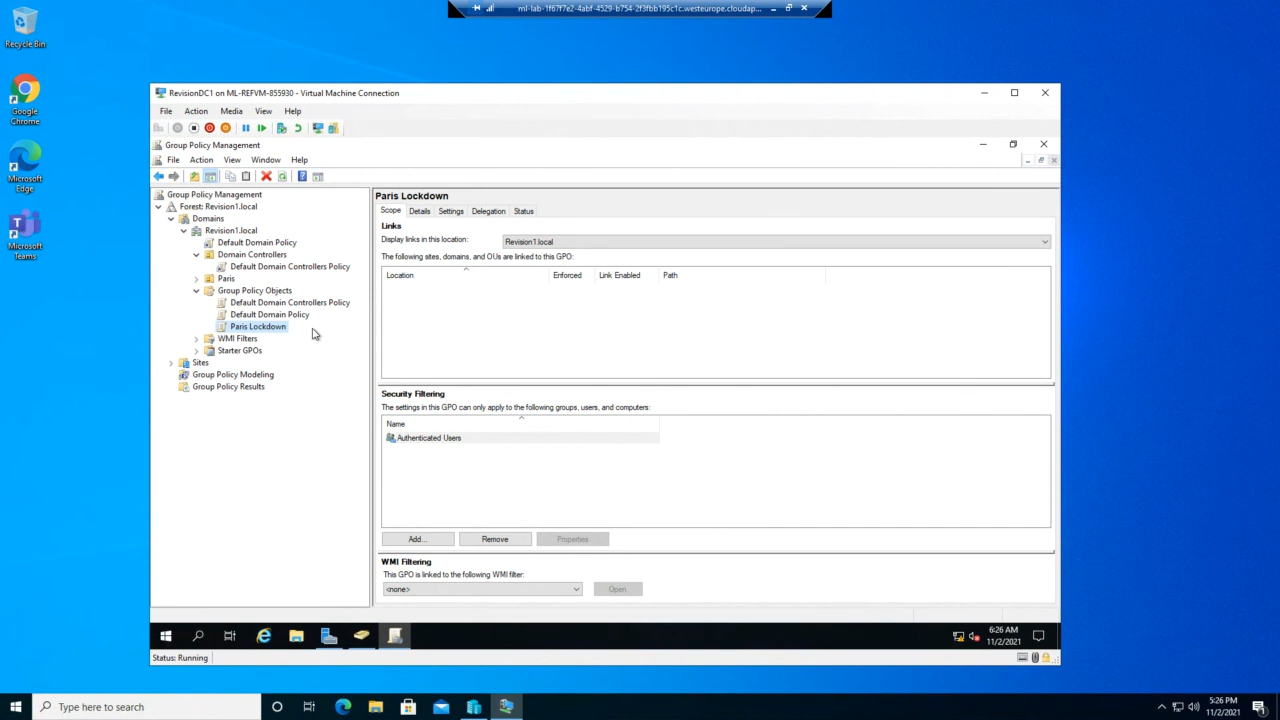 ml-lab-1f67f7e2-4abf-4529-b754-2f3fbb195c1c.westeurope.cloudap...
Recycle Bin
Google
Chrome
Microsoft
Edge
Microsoft
Teams
RevisionDC1 on ML-REFVM-855930 - Virtual Machine Connection
File Action Media View Help
Group Policy Management
File Action View Window Help
Group Policy Management
Forest: Revision1.local
Domains
Revision1.local
Default Domain Policy
Domain Controllers
Default Domain Controllers Policy
Paris
Group Policy Objects
Default Domain Controllers Policy
Default Domain Policy
Paris Lockdown
WMI Filters
Starter GPOs
Sites
Group Policy Modeling
Group Policy Results
Paris Lockdown
Scope Details Settings Delegation Status
Links
Display links in this location: Revision1.local
The following sites, domains, and OUs are linked to this GPO:
Location Enforced Link Enabled Path
Security Filtering
The settings in this GPO can only apply to the following groups, users, and computers:
Name
Authenticated Users
Add... Remove Properties
WMI Filtering
This GPO is linked to the following WMI filter:
<none> Open
6:26 AM
11/2/2021
Status: Running
Type here to search
5:26 PM
11/2/2021
1